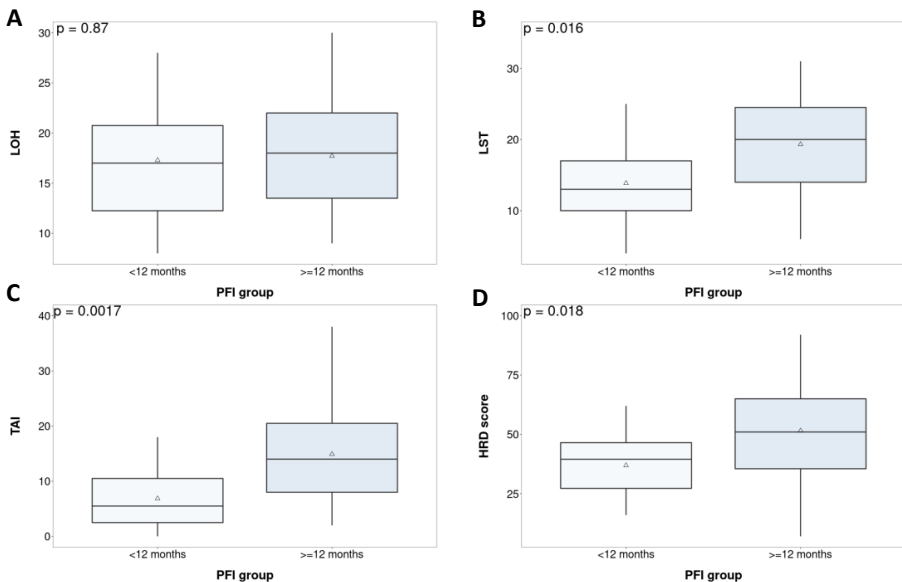 A
p = 0.87
30
25
20
15
10
LOH
<12 months
>=12 months
PFI group
B
p = 0.016
30
20
10
LST
<12 months
>=12 months
PFI group
C
p = 0.0017
40
30
20
10
0
TAI
<12 months
>=12 months
PFI group
D
p = 0.018
100
75
50
25
HRD score
<12 months
>=12 months
PFI group